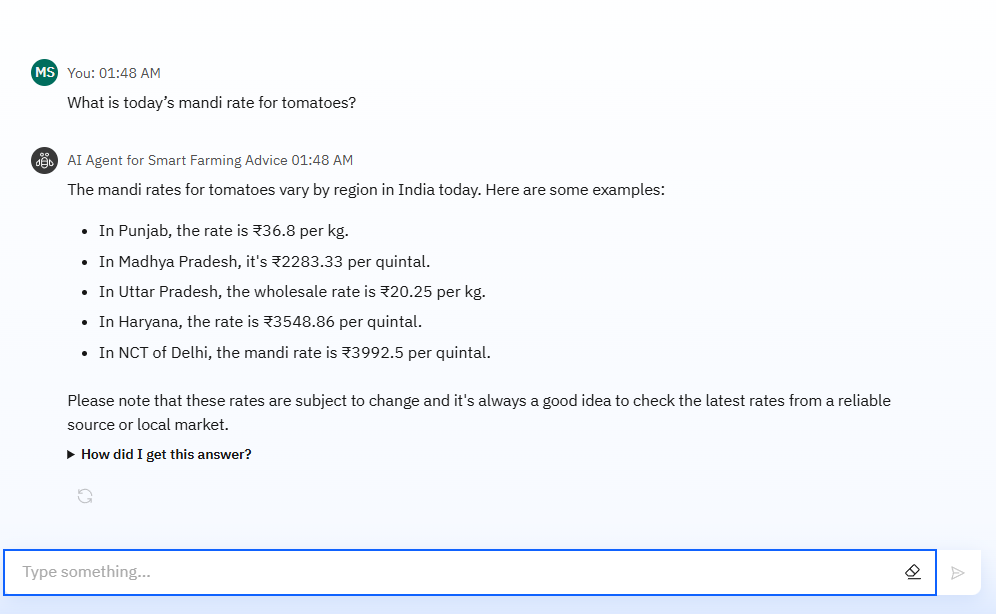 MS You: 01:48 AM
What is today’s mandi rate for tomatoes?
AI Agent for Smart Farming Advice 01:48 AM
The mandi rates for tomatoes vary by region in India today. Here are some examples:
• In Punjab, the rate is ₹36.8 per kg.
• In Madhya Pradesh, it's ₹2283.33 per quintal.
• In Uttar Pradesh, the wholesale rate is ₹20.25 per kg.
• In Haryana, the rate is ₹3548.86 per quintal.
• In NCT of Delhi, the mandi rate is ₹3992.5 per quintal.
Please note that these rates are subject to change and it's always a good idea to check the latest rates from a reliable
source or local market.
How did I get this answer?
Type something...